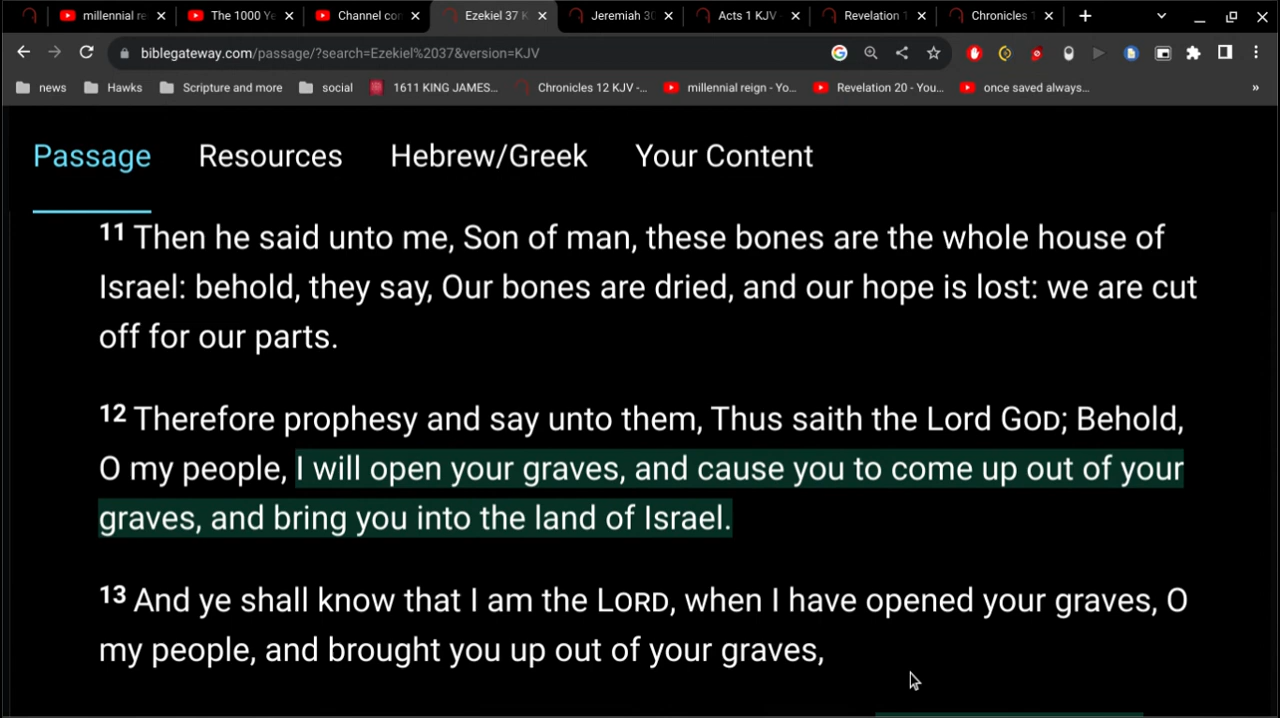 millennial re
The 1000 Ye
Channel con
Ezekiel 37 K
Jeremiah 30
Acts 1 KJV -
Revelation 1
Chronicles 1
biblegateway.com/passage/?search=Ezekiel%2037&version=KJV
news
Hawks
Scripture and more
social
1611 KING JAMES...
Chronicles 12 KJV -...
millennial reign - Yo...
Revelation 20 - You...
once saved always...
»
Passage
Resources
Hebrew/Greek
Your Content
11 Then he said unto me, Son of man, these bones are the whole house of
Israel: behold, they say, Our bones are dried, and our hope is lost: we are cut
off for our parts.
12 Therefore prophesy and say unto them, Thus saith the Lord GOD; Behold,
O my people, I will open your graves, and cause you to come up out of your
graves, and bring you into the land of Israel.
13 And ye shall know that I am the LORD, when I have opened your graves, O
my people, and brought you up out of your graves,